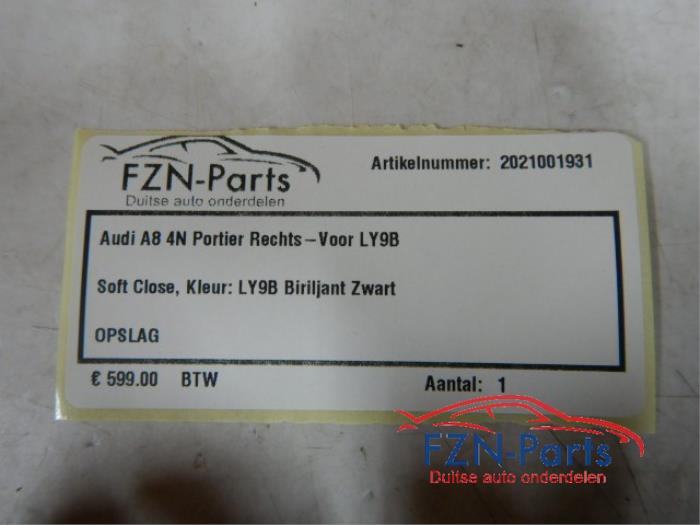 FZN-Parts
Duitse auto onderdelen
Artikelnummer: 2021001931
Audi A8 4N Portier Rechts-Voor LY9B
Soft Close, Kleur: LY9B Biriljant Zwart
OPSLAG
€ 599.00 BTW
Aantal: 1
FZN-Parts
Duitse auto onderdelen